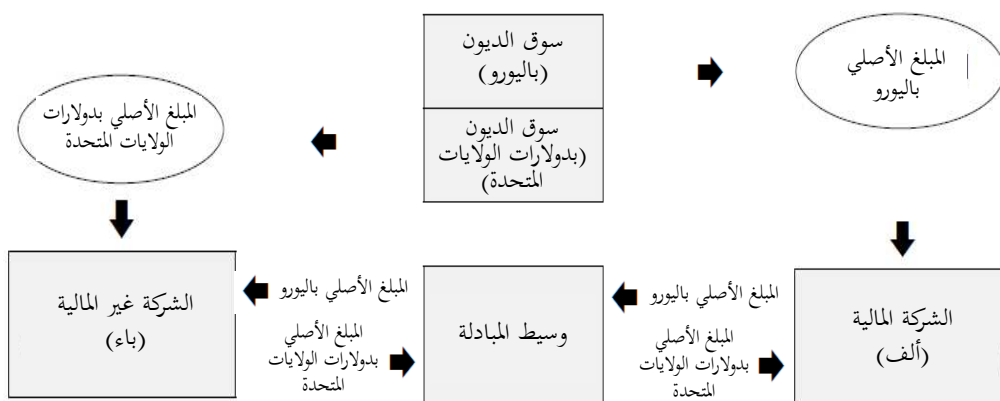 سوق الديون
(باليورو)
المبلغ الأصلي
باليورو
المبلغ الأصلي بدولارات
الولايات المتحدة
سوق الديون
(بدولارات الولايات
المتحدة)
الشركة المالية
(ألف)
المبلغ الأصلي باليورو
المبلغ الأصلي
بدولارات الولايات
المتحدة
وسيط المبادلة
المبلغ الأصلي باليورو
المبلغ الأصلي
بدولارات الولايات
المتحدة
الشركة غير المالية
(باء)